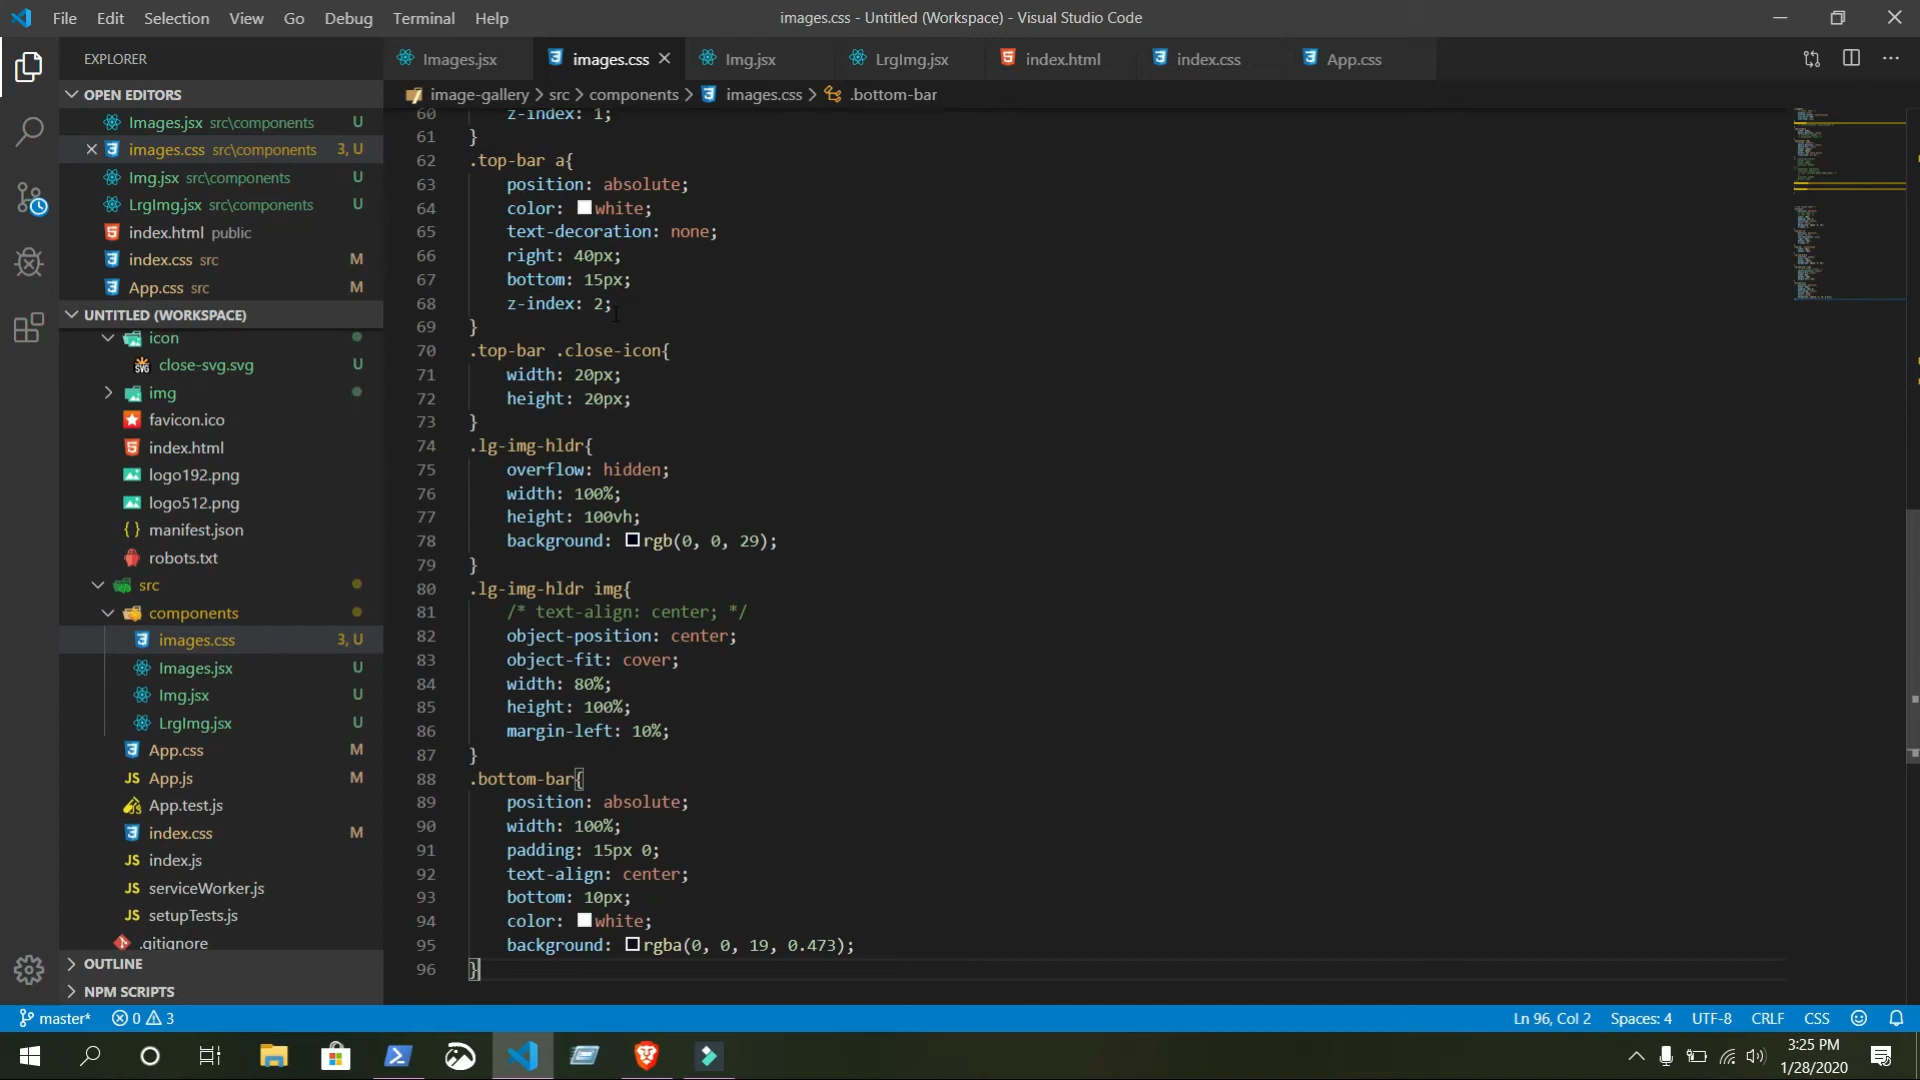 File Edit Selection View Go Debug Terminal Help
images.css - Untitled (Workspace) - Visual Studio Code
EXPLORER
Images.jsx
images.css
Img.jsx
LrgImg.jsx
index.html
index.css
App.css
OPEN EDITORS
Images.jsx src\components U
images.css src\components 3, U
Img.jsx src\components U
LrgImg.jsx src\components U
index.html public
index.css src M
App.css src M
UNTITLED (WORKSPACE)
icon
close-svg.svg U
img
favicon.ico
index.html
logo192.png
logo512.png
manifest.json
robots.txt
src
components
images.css 3, U
Images.jsx U
Img.jsx U
LrgImg.jsx U
App.css M
App.js M
App.test.js
index.css M
index.js
serviceWorker.js
setupTests.js
.gitignore
OUTLINE
NPM SCRIPTS
image-gallery > src > components > images.css > .bottom-bar
60 z-index: 1;
61 }
62 .top-bar a{
63 position: absolute;
64 color: white;
65 text-decoration: none;
66 right: 40px;
67 bottom: 15px;
68 z-index: 2;
69 }
70 .top-bar .close-icon{
71 width: 20px;
72 height: 20px;
73 }
74 .lg-img-hldr{
75 overflow: hidden;
76 width: 100%;
77 height: 100vh;
78 background: rgb(0, 0, 29);
79 }
80 .lg-img-hldr img{
81 /* text-align: center; */
82 object-position: center;
83 object-fit: cover;
84 width: 80%;
85 height: 100%;
86 margin-left: 10%;
87 }
88 .bottom-bar{
89 position: absolute;
90 width: 100%;
91 padding: 15px 0;
92 text-align: center;
93 bottom: 10px;
94 color: white;
95 background: rgba(0, 0, 19, 0.473);
96 }
master* 0 3
Ln 96, Col 2 Spaces: 4 UTF-8 CRLF CSS
3:25 PM
1/28/2020